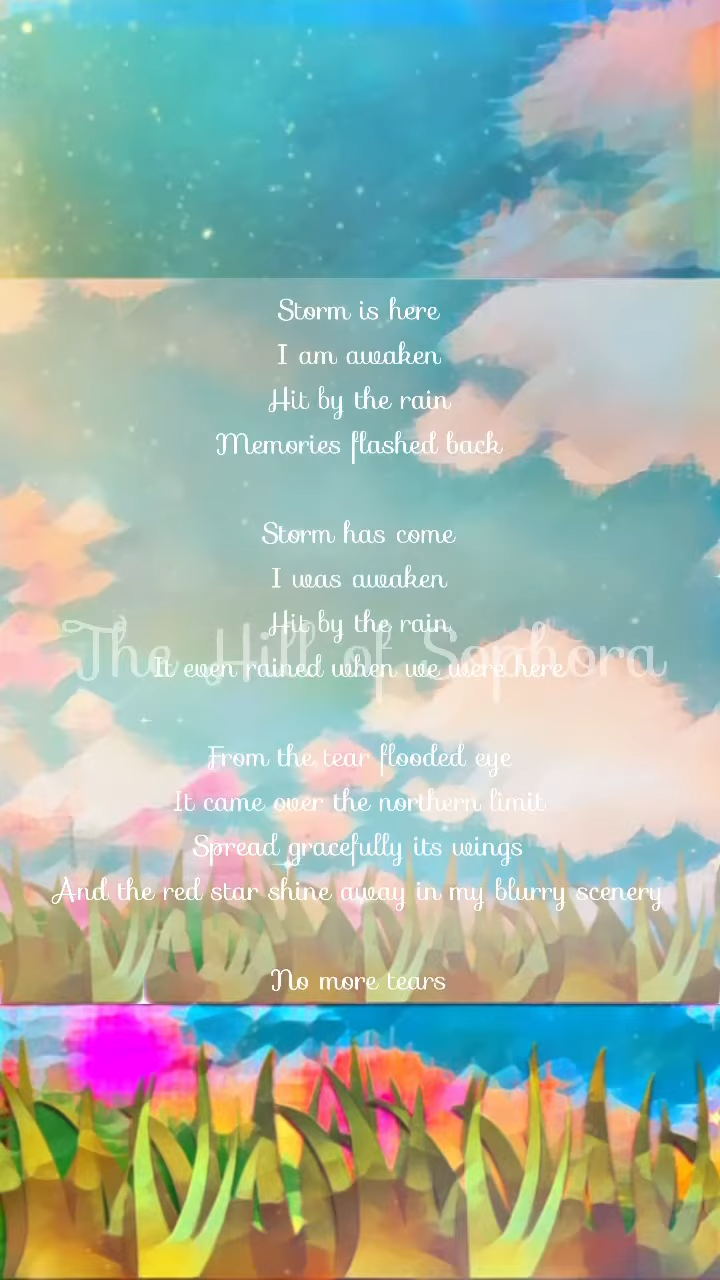 Storm is here
I am awaken
Hit by the rain
Memories flashed back
Storm has come
I was awaken
Hit by the rain
The Hill of Sophora
It even rained when we were here
From the tear flooded eye
It came over the northern limit
Spread gracefully its wings
And the red star shine away in my blurry scenery
No more tears